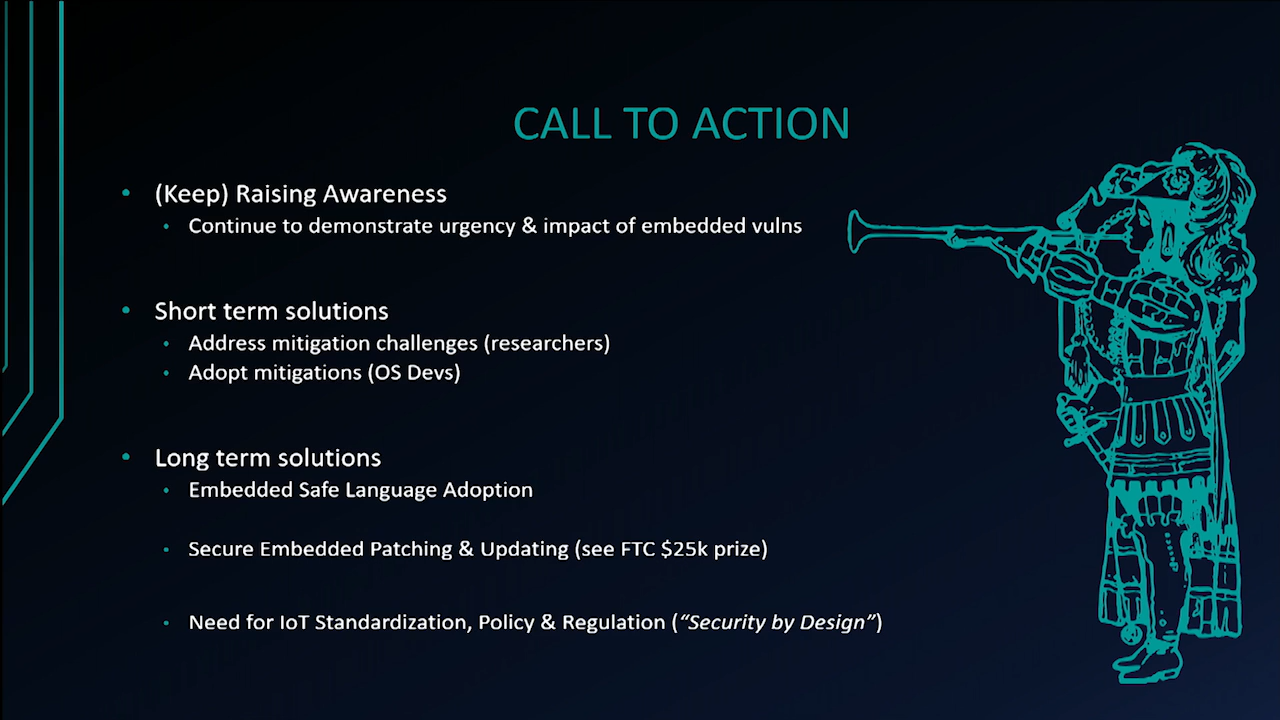 CALL TO ACTION
(Keep) Raising Awareness
Continue to demonstrate urgency & impact of embedded vulns
Short term solutions
Address mitigation challenges (researchers)
Adopt mitigations (OS Devs)
Long term solutions
Embedded Safe Language Adoption
Secure Embedded Patching & Updating (see FTC $25k prize)
Need for IoT Standardization, Policy & Regulation (“Security by Design”)